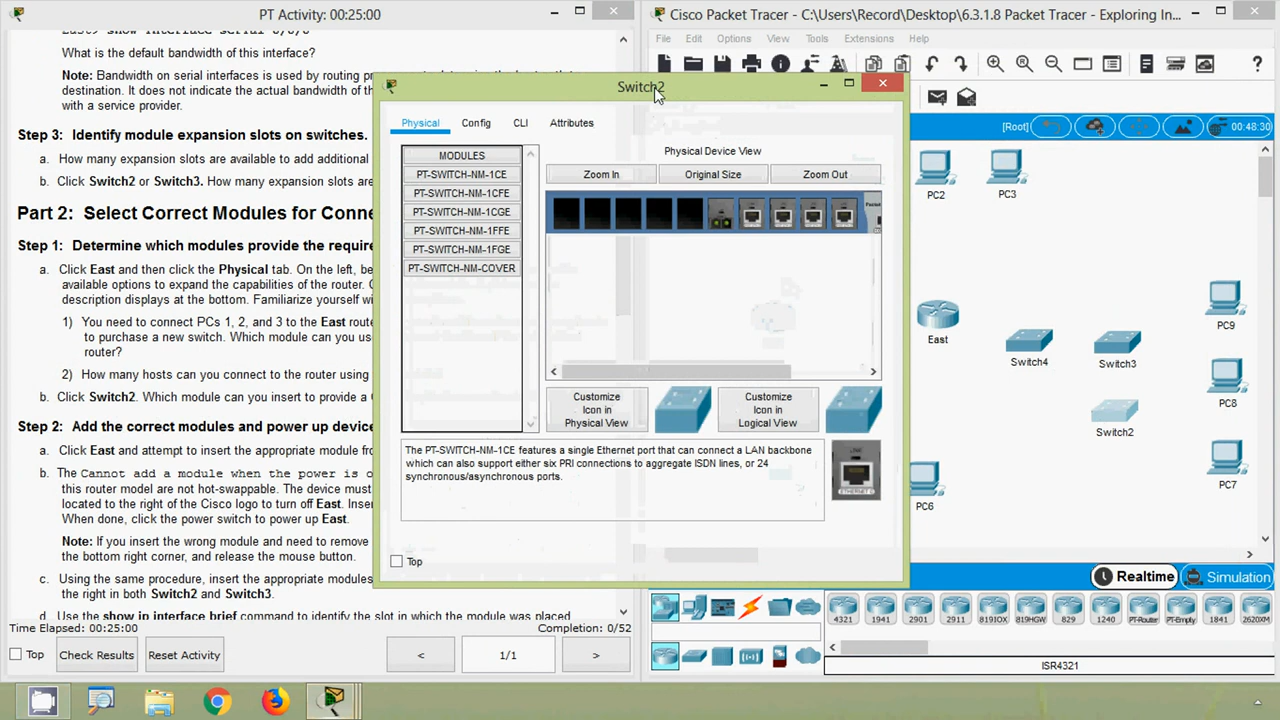 PT Activity: 00:25:00
What is the default bandwidth of this interface?
Note: Bandwidth on serial interfaces is used by routing
destination. It does not indicate the actual bandwidth of th
with a service provider.
Step 3: Identify module expansion slots on switches.
a. How many expansion slots are available to add additional
b. Click Switch2 or Switch3. How many expansion slots are
Part 2: Select Correct Modules for Conne
Step 1: Determine which modules provide the require
a. Click East and then click the Physical tab. On the left, be
available options to expand the capabilities of the router.
description displays at the bottom. Familiarize yourself wi
1) You need to connect PCs 1, 2, and 3 to the East route
to purchase a new switch. Which module can you us
router?
2) How many hosts can you connect to the router using
b. Click Switch2. Which module can you insert to provide a
Step 2: Add the correct modules and power up device
a. Click East and attempt to insert the appropriate module fro
b. The Cannot add a module when the power is o
this router model are not hot-swappable. The device must
located to the right of the Cisco logo to turn off East. Inser
When done, click the power switch to power up East.
Note: If you insert the wrong module and need to remove
the bottom right corner, and release the mouse button.
c. Using the same procedure, insert the appropriate modules
the right in both Switch2 and Switch3.
d. Use the show ip interface brief command to identify the slot in which the module was placed
Time Elapsed: 00:25:00
Completion: 0/52
Top
Check Results
Reset Activity
<
1/1
>
Switch2
Physical
Config
CLI
Attributes
MODULES
PT-SWITCH-NM-1CE
PT-SWITCH-NM-1CFE
PT-SWITCH-NM-1CGE
PT-SWITCH-NM-1FFE
PT-SWITCH-NM-1FGE
PT-SWITCH-NM-COVER
Physical Device View
Zoom In
Original Size
Zoom Out
Customize
Icon in
Physical View
Customize
Icon in
Logical View
The PT-SWITCH-NM-1CE features a single Ethernet port that can connect a LAN backbone
which can also support either six PRI connections to aggregate ISDN lines, or 24
synchronous/asynchronous ports.
Top
Cisco Packet Tracer - C:\Users\Record\Desktop\6.3.1.8 Packet Tracer - Exploring In...
File Edit Options View Tools Extensions Help
[Root]
00:48:30
PC2
PC3
East
Switch4
Switch3
PC9
PC8
Switch2
PC7
PC6
Realtime
Simulation
4321 1941 2901 2911 819IOX 819HGW 829 1240 PT-Router PT-Empty 1841 2620XM
ISR4321